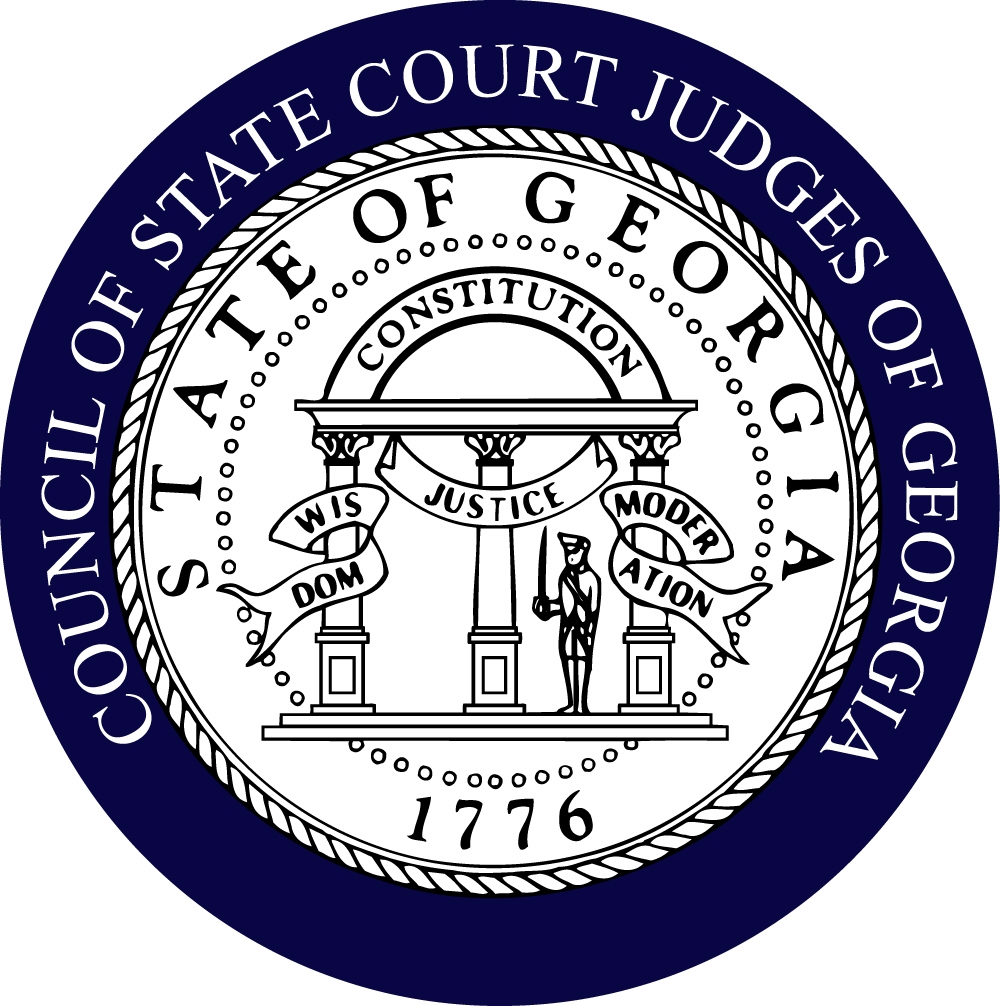 COUNCIL OF STATE COURT JUDGES OF GEORGIA
STATE OF GEORGIA
CONSTITUTION
JUSTICE
WIS
DOM
MODER
ATION
1776